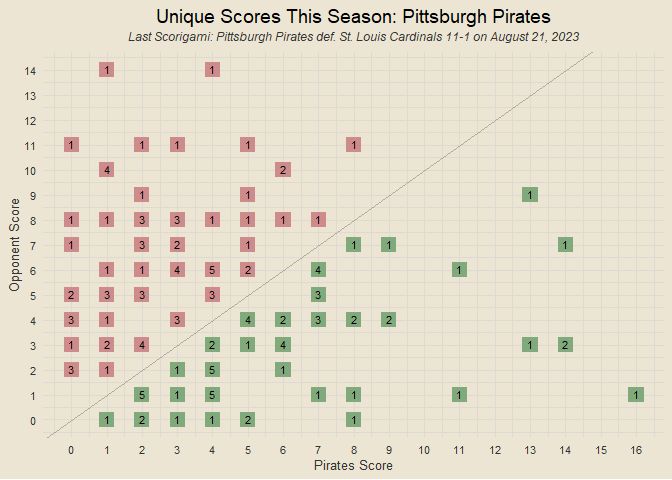 Unique Scores This Season: Pittsburgh Pirates
Last Scorigami: Pittsburgh Pirates def. St. Louis Cardinals 11-1 on August 21, 2023
Opponent Score
14 1 1
13
12
11 1 1 1 1 1
10 4 2
9 1 1 1
8 1 1 3 3 1 1 1 1
7 1 3 2 1 1 1 1
6 1 1 4 5 2 4 1
5 2 3 3 3 3
4 3 1 3 4 2 3 2 2
3 1 2 4 2 1 4 1 2
2 3 1 1 5 1
1 5 1 5 1 1 1 1
0 1 2 1 1 2 1
0 1 2 3 4 5 6 7 8 9 10 11 12 13 14 15 16
Pirates Score